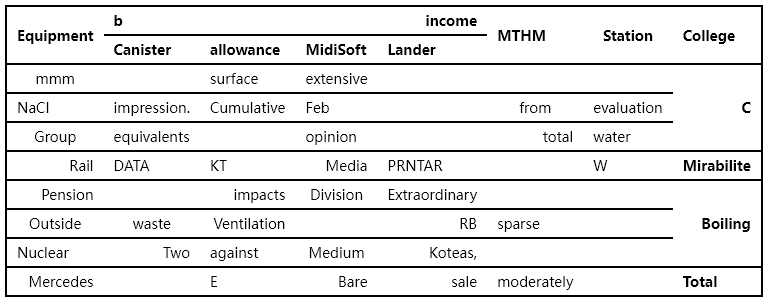 Equipment b income MTHM Station College
Canister allowance MidiSoft Lander
mmm surface extensive
NaCl impression. Cumulative Feb from evaluation C
Group equivalents opinion total water
Rail DATA KT Media PRNTAR W Mirabilite
Pension impacts Division Extraordinary
Outside waste Ventilation RB sparse Boiling
Nuclear Two against Medium Koteas,
Mercedes E Bare sale moderately Total